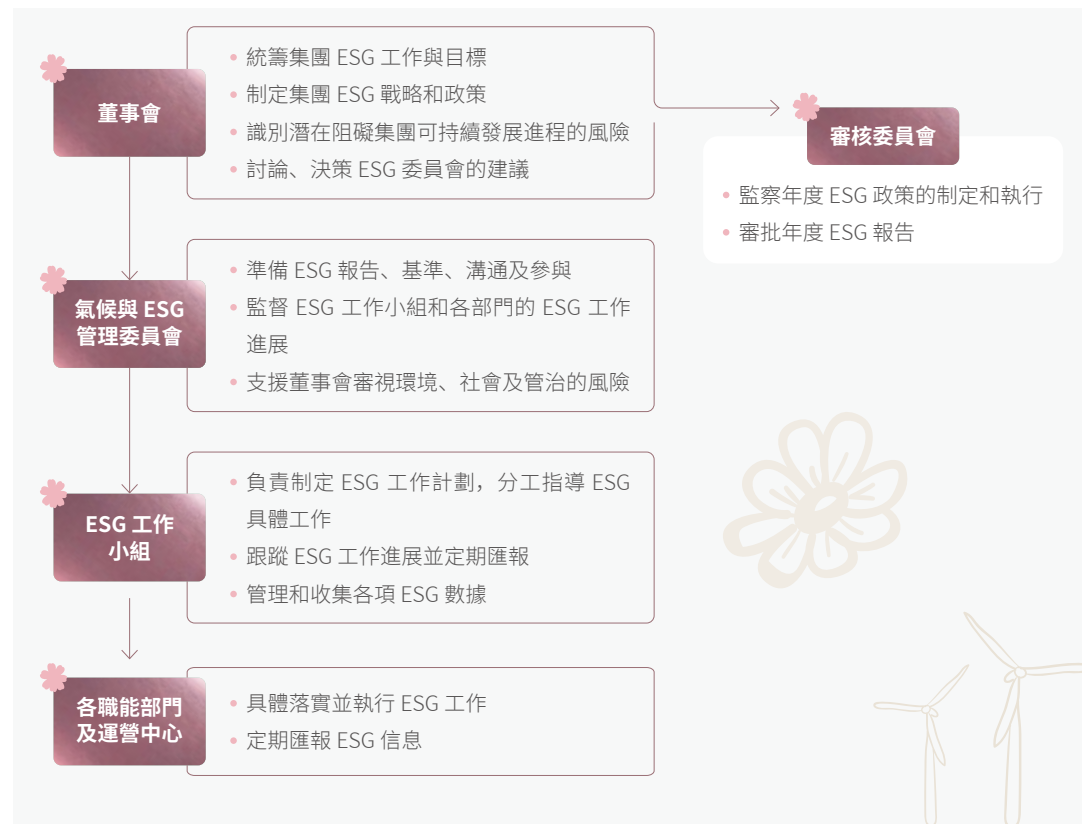 董事會
統籌集團 ESG 工作與目標
制定集團 ESG 戰略和政策
識別潛在阻礙集團可持續發展進程的風險
討論、決策 ESG 委員會的建議
審核委員會
監察年度 ESG 政策的制定和執行
審批年度 ESG 報告
氣候與 ESG
管理委員會
準備 ESG 報告、基準、溝通及參與
監督 ESG 工作小組和各部門的 ESG 工作
進展
支援董事會審視環境、社會及管治的風險
ESG 工作
小組
負責制定 ESG 工作計劃，分工指導 ESG
具體工作
跟蹤 ESG 工作進展並定期匯報
管理和收集各項 ESG 數據
各職能部門
及運營中心
具體落實並執行 ESG 工作
定期匯報 ESG 信息